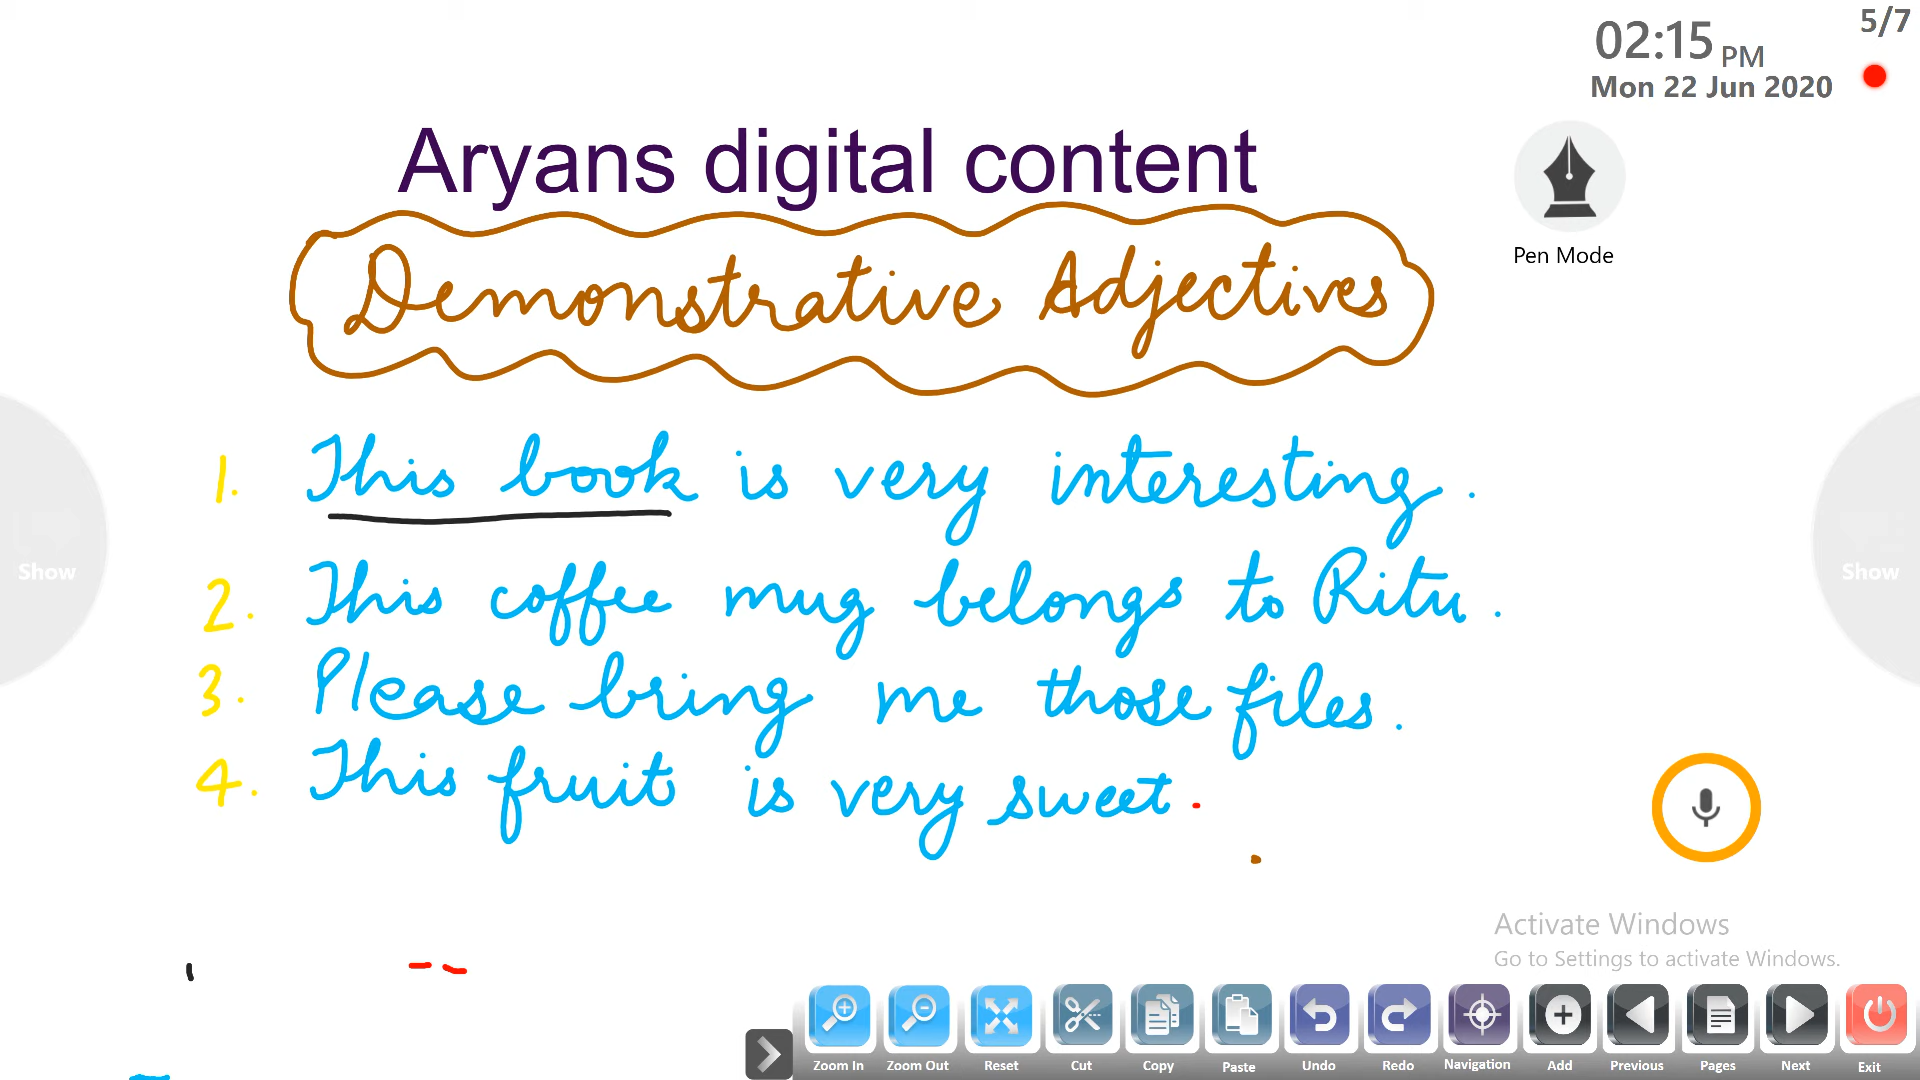 5/7
02:15 PM
Mon 22 Jun 2020
Aryans digital content
Pen Mode
Demonstrative Adjectives
1. This book is very interesting.
2. This coffee mug belongs to Ritu.
3. Please bring me those files.
4. This fruit is very sweet.
Show
Show
Activate Windows
Go to Settings to activate Windows.
Zoom In Zoom Out Reset Cut Copy Paste Undo Redo Navigation Add Previous Pages Next Exit